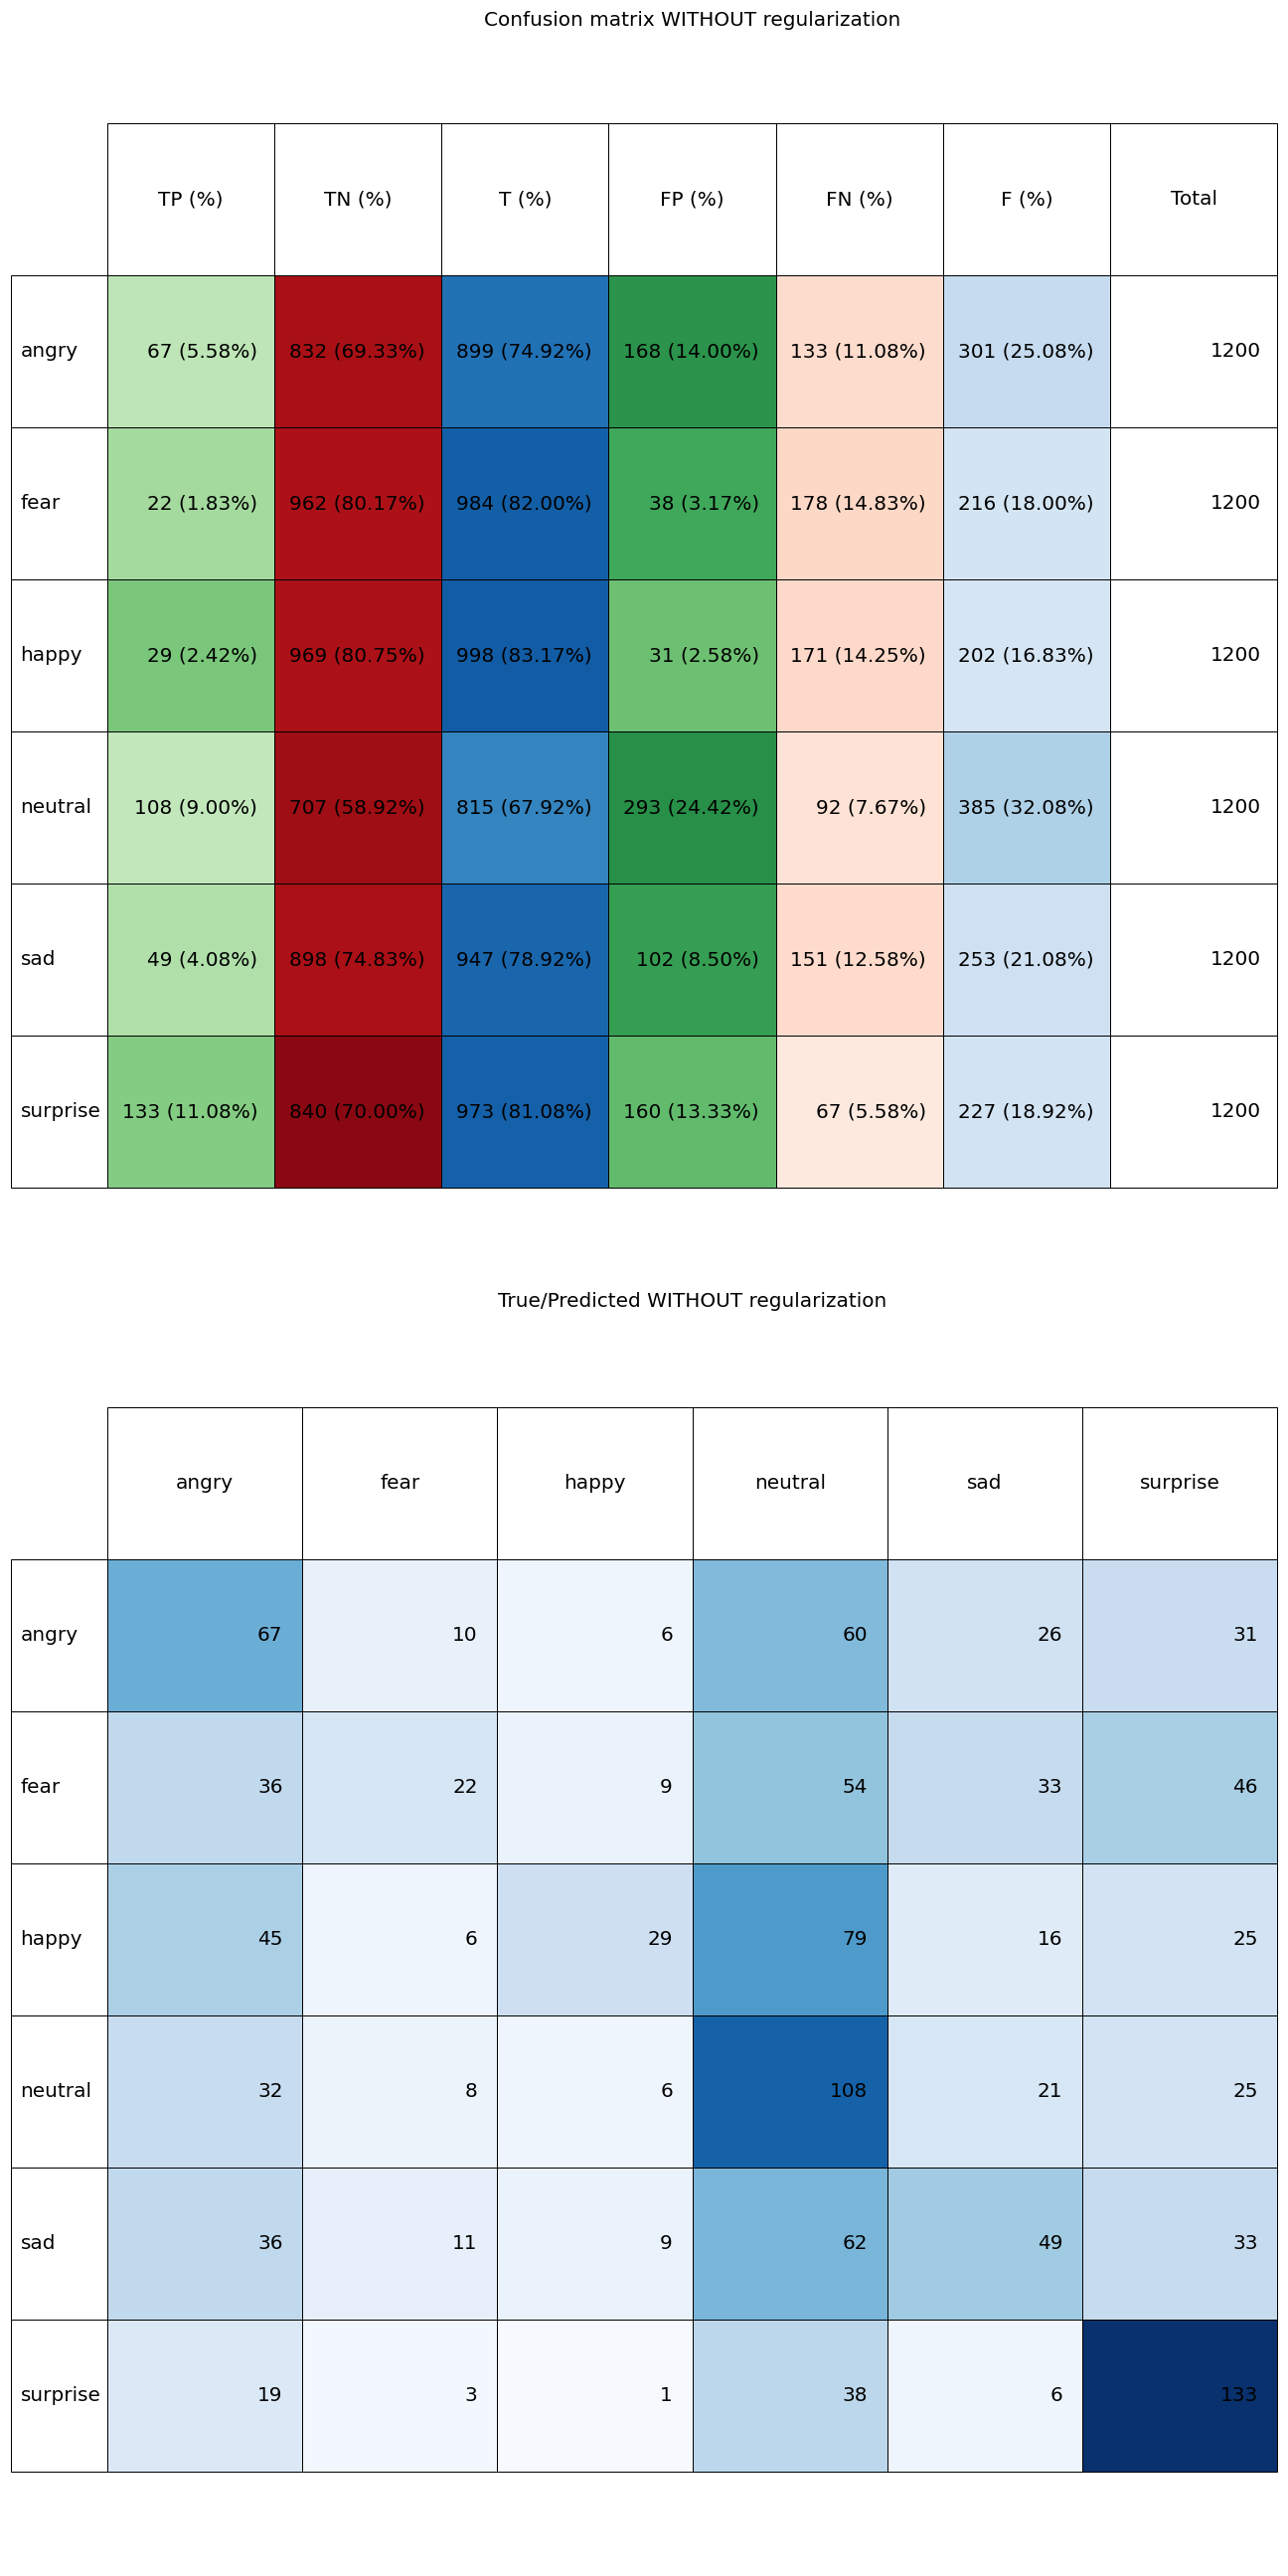 Confusion matrix WITHOUT regularization
TP (%) TN (%) T (%) FP (%) FN (%) F (%) Total
angry 67 (5.58%) 832 (69.33%) 899 (74.92%) 168 (14.00%) 133 (11.08%) 301 (25.08%) 1200
fear 22 (1.83%) 962 (80.17%) 984 (82.00%) 38 (3.17%) 178 (14.83%) 216 (18.00%) 1200
happy 29 (2.42%) 969 (80.75%) 998 (83.17%) 31 (2.58%) 171 (14.25%) 202 (16.83%) 1200
neutral 108 (9.00%) 707 (58.92%) 815 (67.92%) 293 (24.42%) 92 (7.67%) 385 (32.08%) 1200
sad 49 (4.08%) 898 (74.83%) 947 (78.92%) 102 (8.50%) 151 (12.58%) 253 (21.08%) 1200
surprise 133 (11.08%) 840 (70.00%) 973 (81.08%) 160 (13.33%) 67 (5.58%) 227 (18.92%) 1200
True/Predicted WITHOUT regularization
angry fear happy neutral sad surprise
angry 67 10 6 60 26 31
fear 36 22 9 54 33 46
happy 45 6 29 79 16 25
neutral 32 8 6 108 21 25
sad 36 11 9 62 49 33
surprise 19 3 1 38 6 133